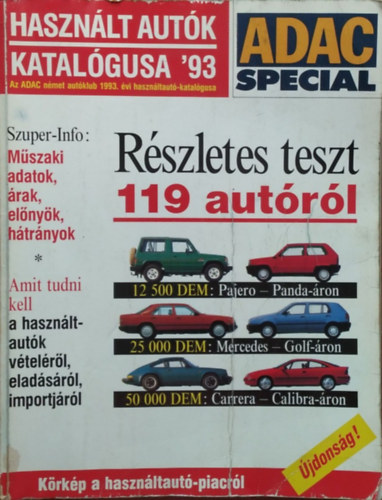 HASZNÁLT AUTÓK
KATALÓGUSA '93
Az ADAC német autóklub 1993. évi használtautó-katalógusa
ADAC
SPECIAL
Szuper-Info:
Műszaki
adatok,
árak,
előnyök,
hátrányok
*
Amit tudni
kell
a használt-
autók
vételéről,
eladásáról,
importjáról
Részletes teszt
119 autóról
12 500 DEM: Pajero – Panda-áron
25 000 DEM: Mercedes – Golf-áron
50 000 DEM: Carrera – Calibra-áron
Újdonság!
Körkép a használtautó-piacról